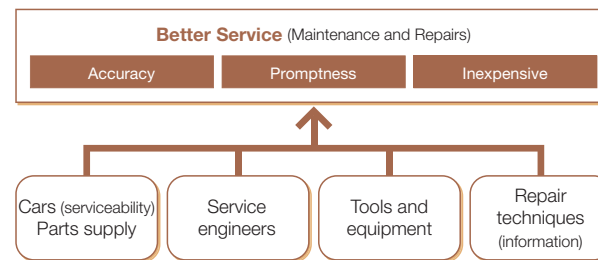 Better Service (Maintenance and Repairs)
Accuracy
Promptness
Inexpensive
Cars (serviceability)
Parts supply
Service
engineers
Tools and
equipment
Repair
techniques
(information)